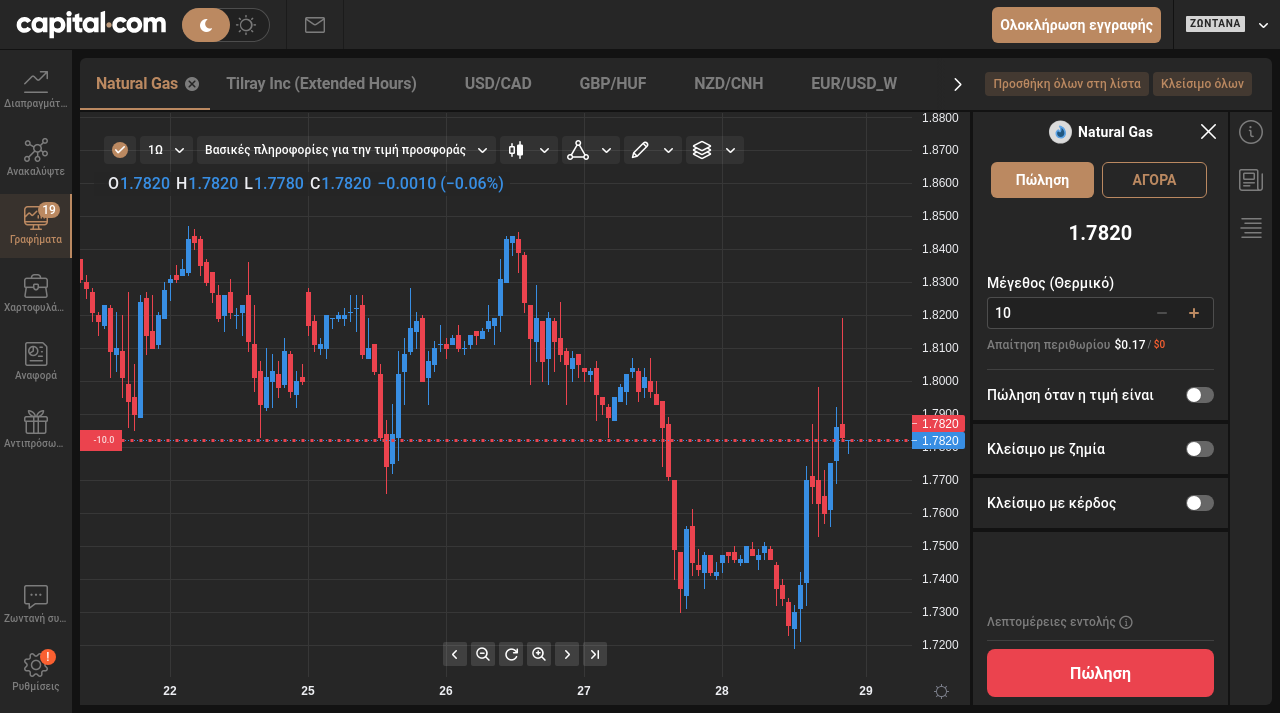 capital.com
Ολοκλήρωση εγγραφής
ΖΩΝΤΑΝΑ
Διαπραγμάτ...
Ανακαλύψτε
19
Γραφήματα
Χαρτοφυλά...
Αναφορά
Αντιπρόσω...
Ζωντανή συ...
!
Ρυθμίσεις
Natural Gas
Tilray Inc (Extended Hours)
USD/CAD
GBP/HUF
NZD/CNH
EUR/USD_W
Προσθήκη όλων στη λίστα
Κλείσιμο όλων
1Ω
Βασικές πληροφορίες για την τιμή προσφοράς
O1.7820 H1.7820 L1.7780 C1.7820 −0.0010 (−0.06%)
1.8800
1.8700
1.8600
1.8500
1.8400
1.8300
1.8200
1.8100
1.8000
1.7900
1.7820
1.7820
1.7800
1.7700
1.7600
1.7500
1.7400
1.7300
1.7200
-10.0
22
25
26
27
28
29
Natural Gas
Πώληση
ΑΓΟΡΑ
1.7820
Μέγεθος (Θερμικό)
10
Απαίτηση περιθωρίου $0.17 / $0
Πώληση όταν η τιμή είναι
Κλείσιμο με ζημία
Κλείσιμο με κέρδος
Λεπτομέρειες εντολής
Πώληση